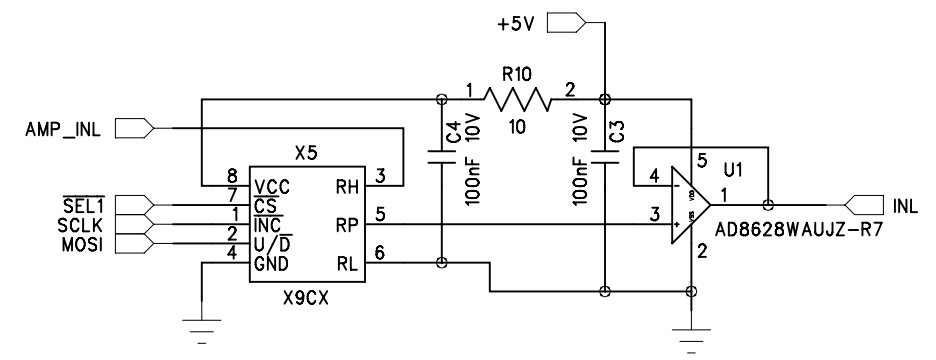 +5V
R10
1
2
10
C4
10V
100nF
C3
10V
100nF
AMP_INL
X5
8
VCC
RH
3
SEL1
7
CS
SCLK
1
INC
RP
5
MOSI
2
U/D
4
GND
RL
6
X9CX
4
-
5
U1
VDD
1
INL
3
+
VSS
AD8628WAUJZ-R7
2